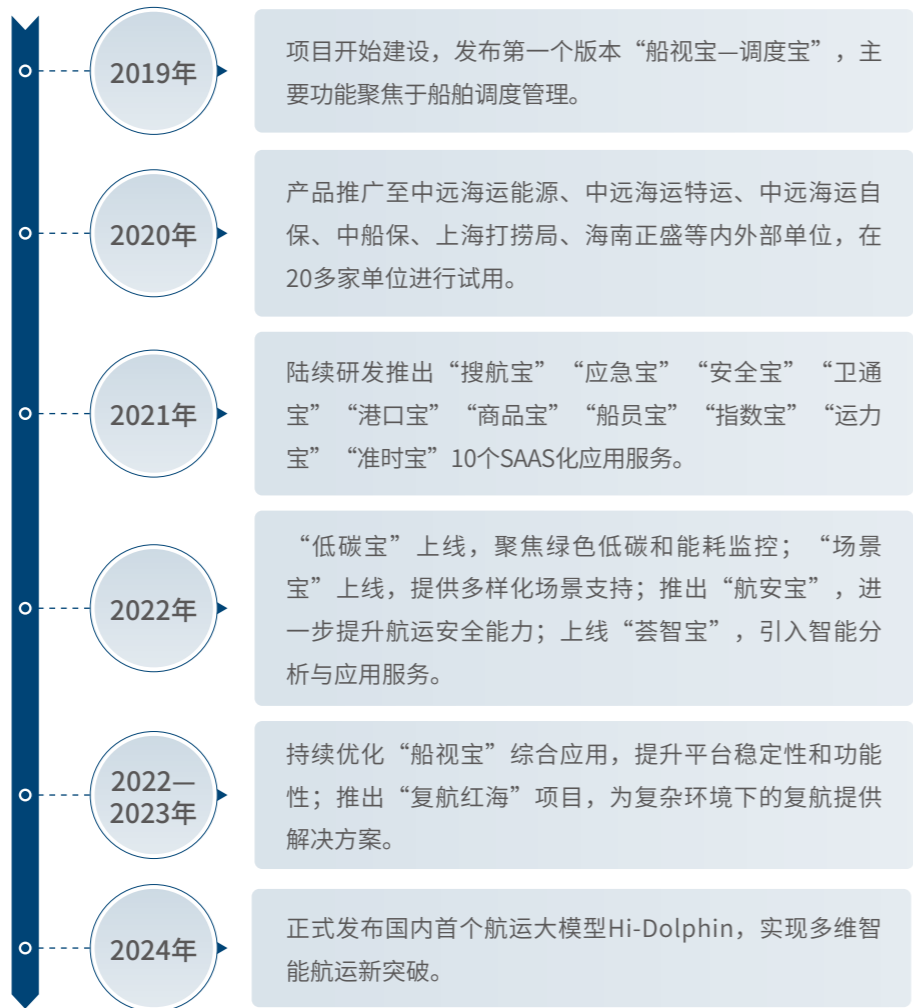 2019年
项目开始建设，发布第一个版本“船视宝—调度宝”，主
要功能聚焦于船舶调度管理。
2020年
产品推广至中远海运能源、中远海运特运、中远海运自
保、中船保、上海打捞局、海南正盛等内外部单位，在
20多家单位进行试用。
2021年
陆续研发推出“搜航宝”“应急宝”“安全宝”“卫通
宝”“港口宝”“商品宝”“船员宝”“指数宝”“运力
宝”“准时宝”10个SAAS化应用服务。
2022年
“低碳宝”上线，聚焦绿色低碳和能耗监控；“场景
宝”上线，提供多样化场景支持；推出“航安宝”，进
一步提升航运安全能力；上线“荟智宝”，引入智能分
析与应用服务。
2022—
2023年
持续优化“船视宝”综合应用，提升平台稳定性和功能
性；推出“复航红海”项目，为复杂环境下的复航提供
解决方案。
2024年
正式发布国内首个航运大模型Hi-Dolphin，实现多维智
能航运新突破。